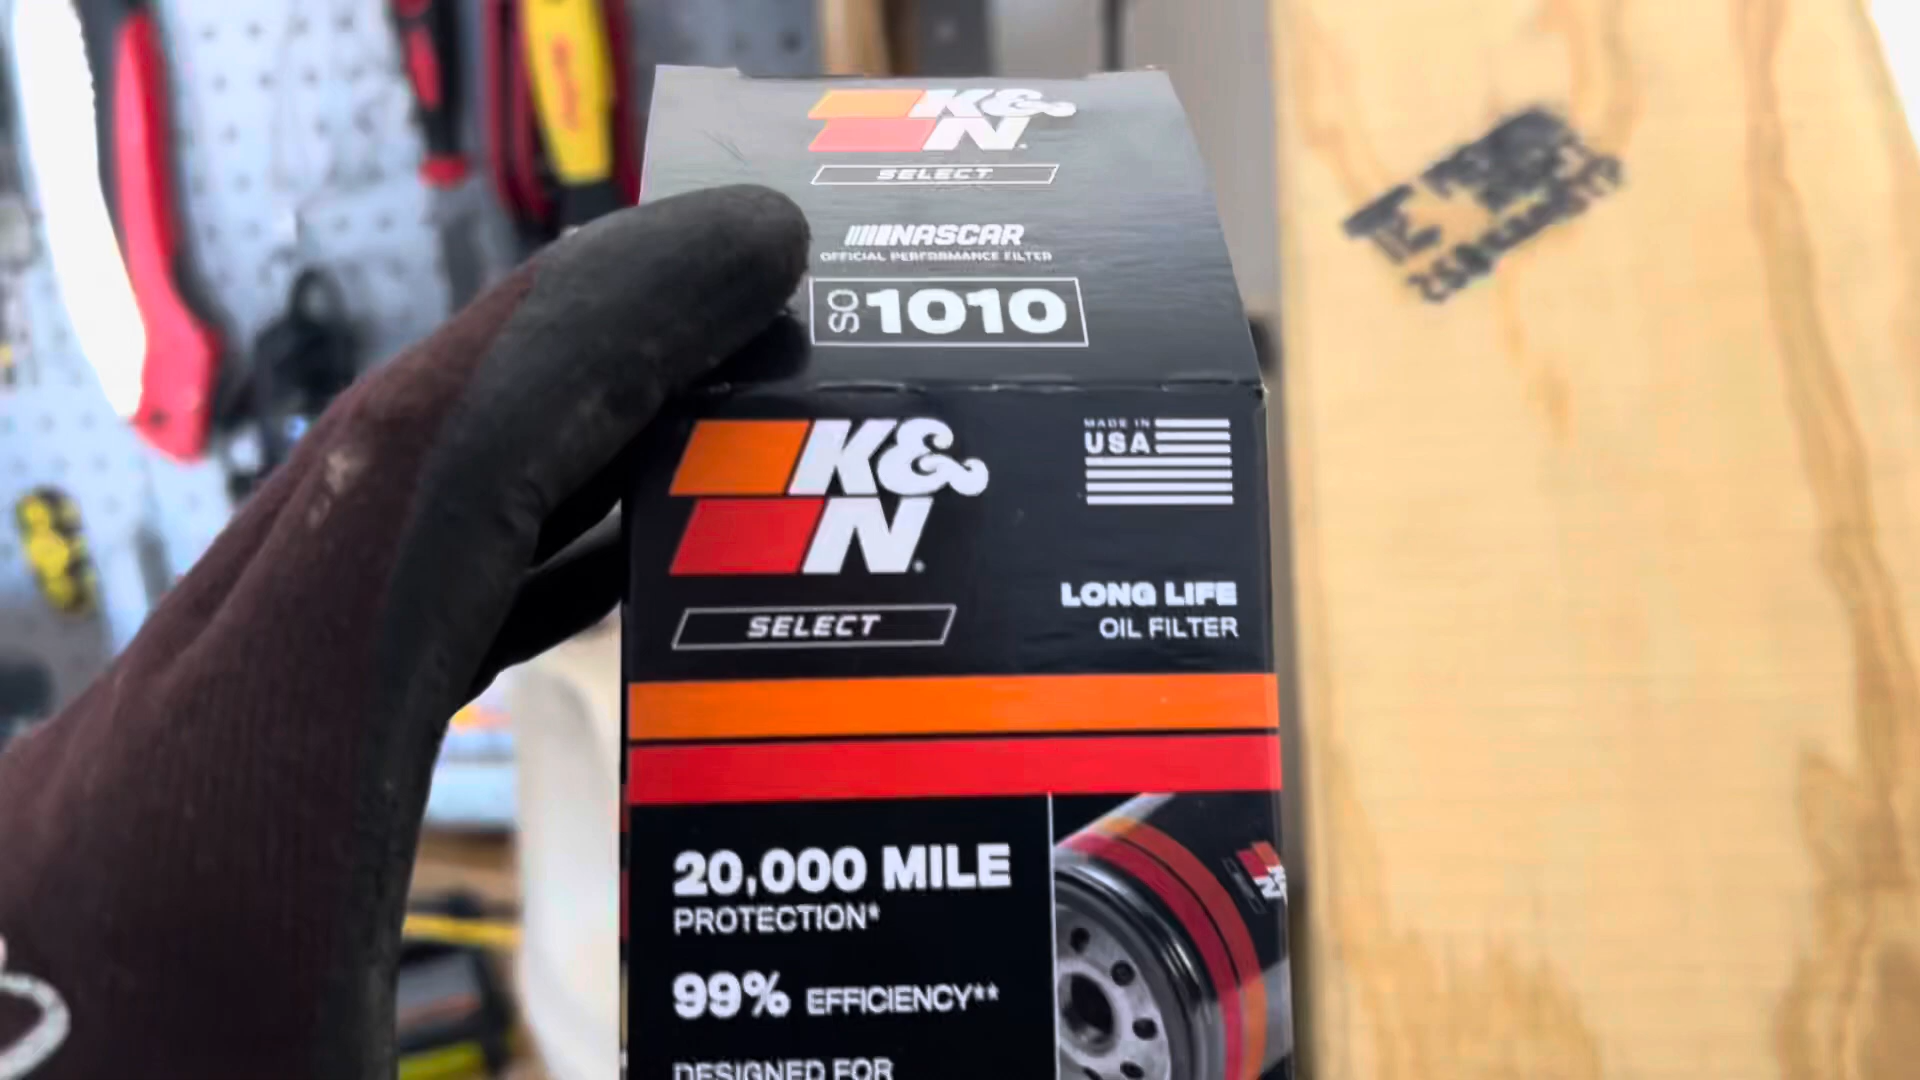 K&N
SELECT
NASCAR
OFFICIAL PERFORMANCE FILTER
SO 1010
K&N
MADE IN
USA
SELECT
LONG LIFE
OIL FILTER
20,000 MILE
PROTECTION*
99% EFFICIENCY**
DESIGNED FOR
K&N